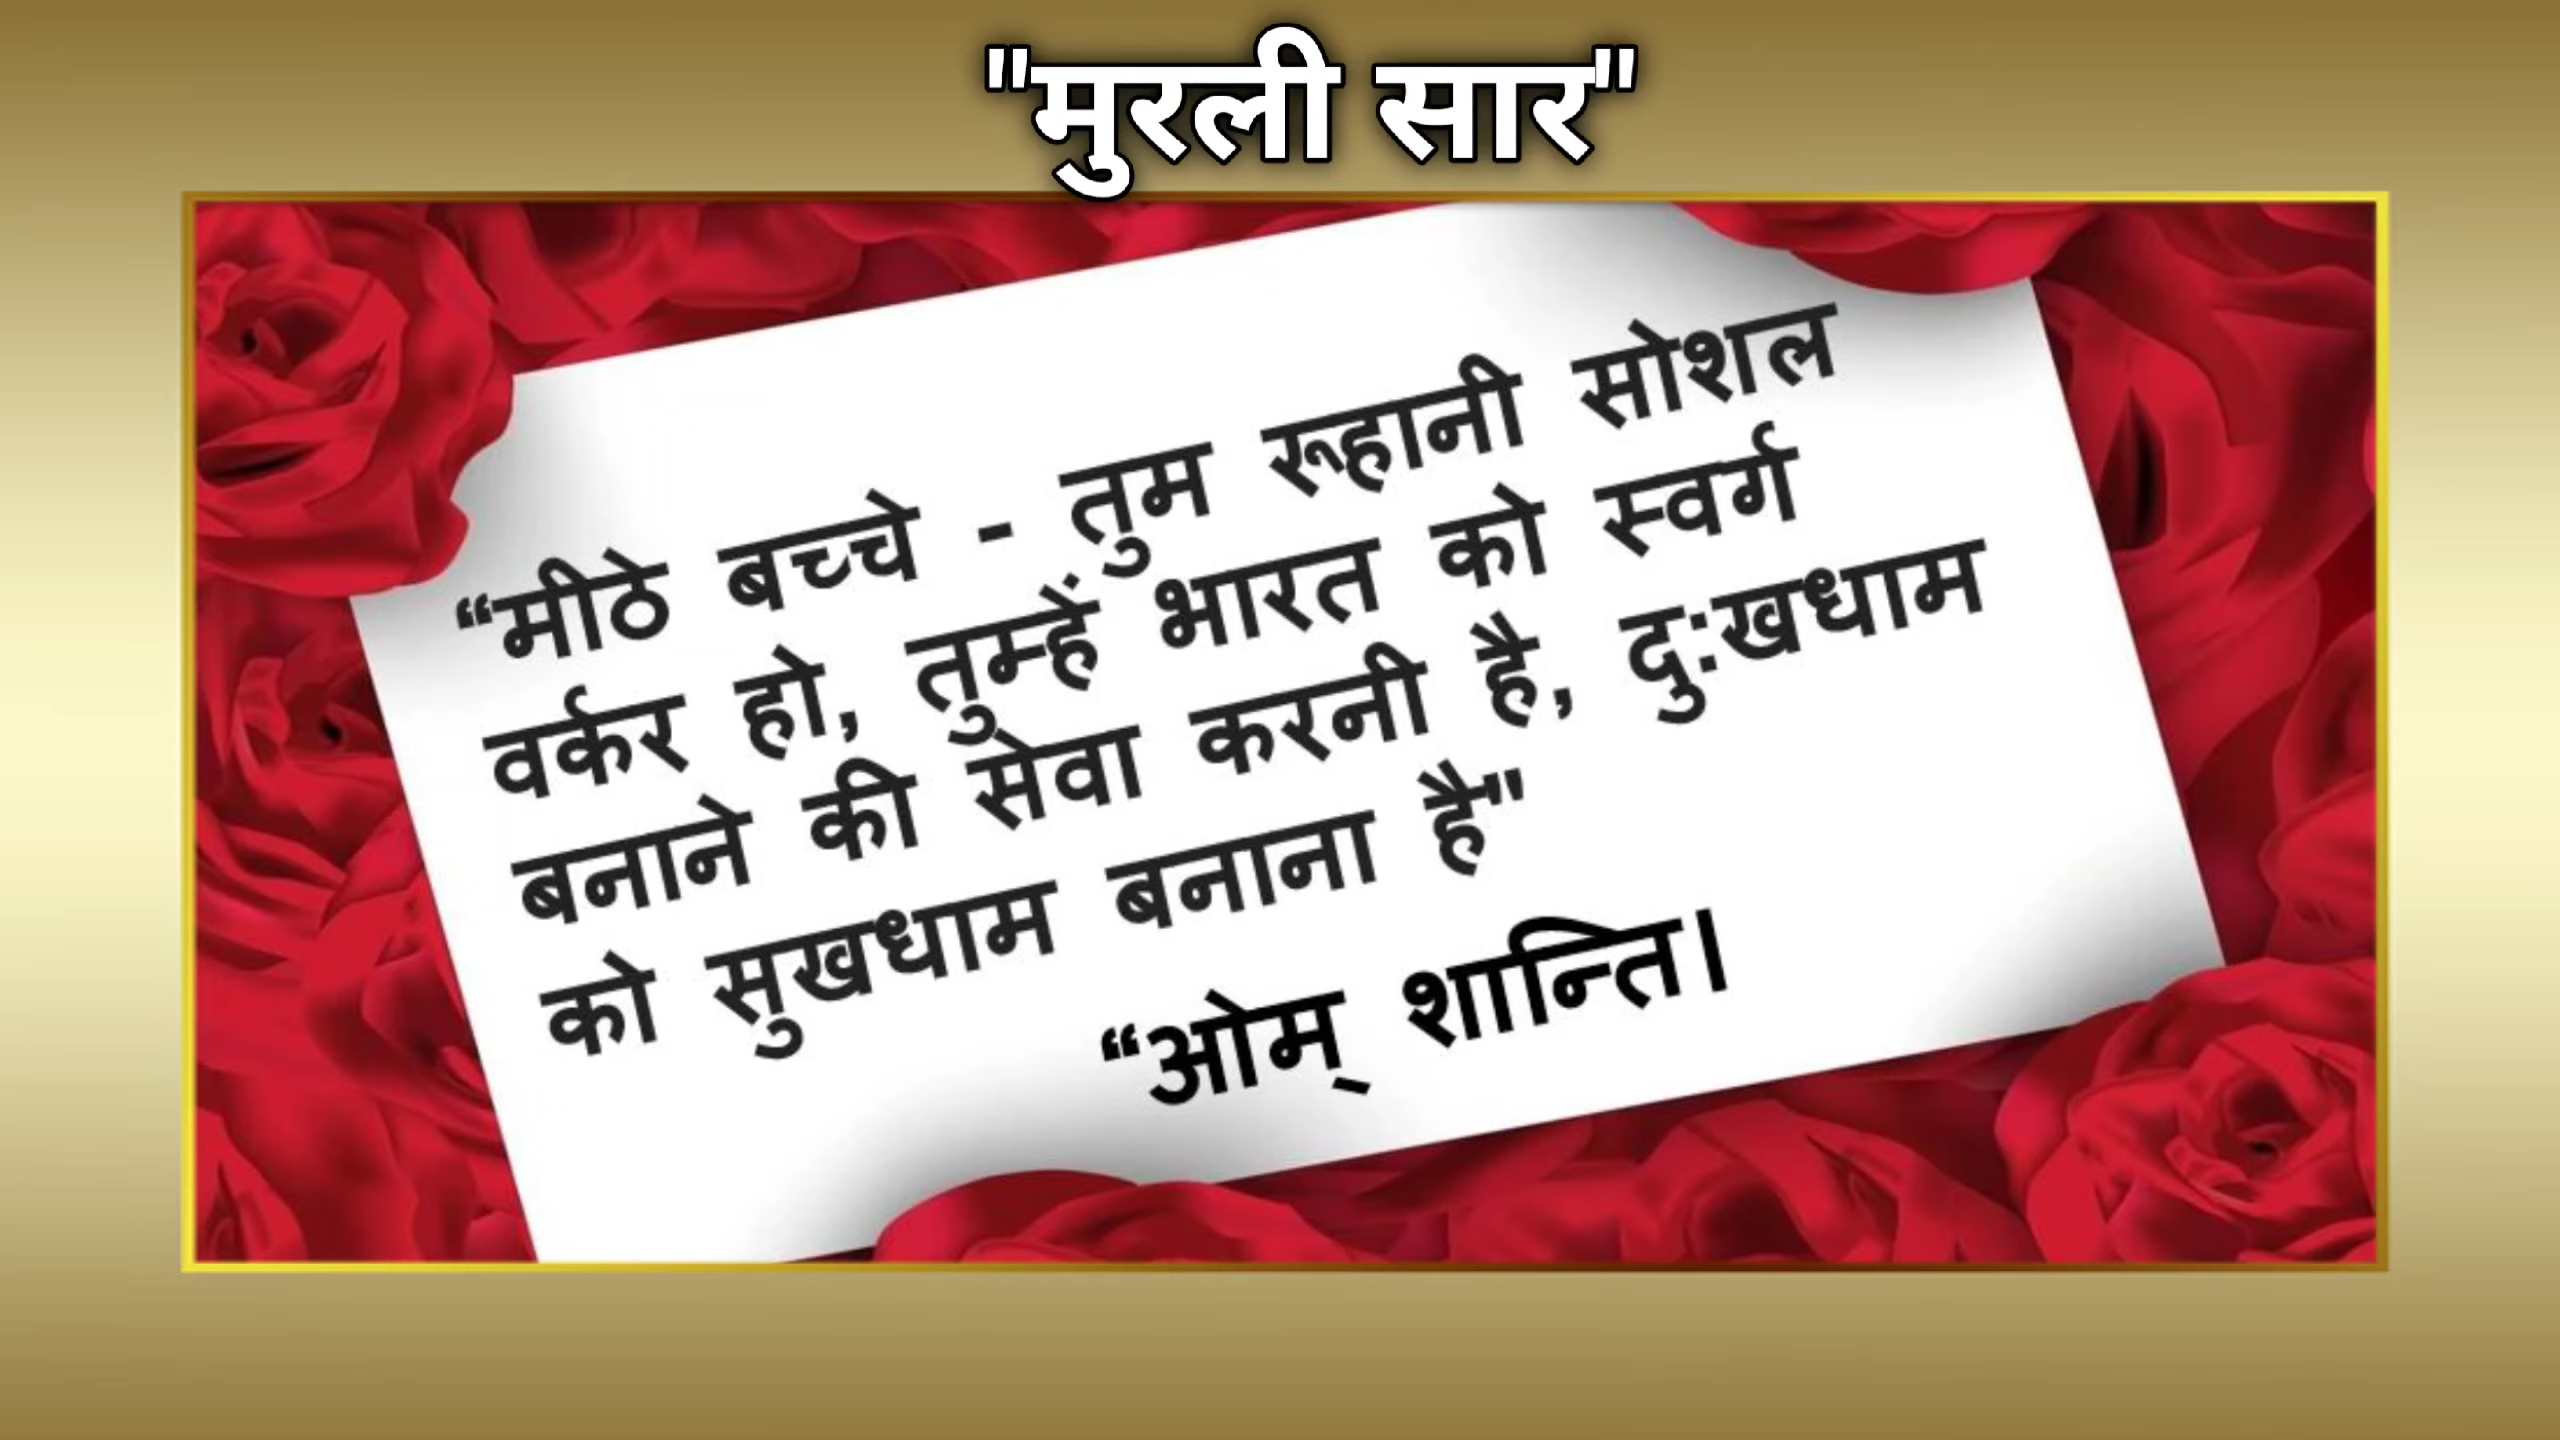 "मुरली सार"
“मीठे बच्चे - तुम रूहानी सोशल
वर्कर हो, तुम्हें भारत को स्वर्ग
बनाने की सेवा करनी है, दु:खधाम
को सुखधाम बनाना है"
“ओम् शान्ति।